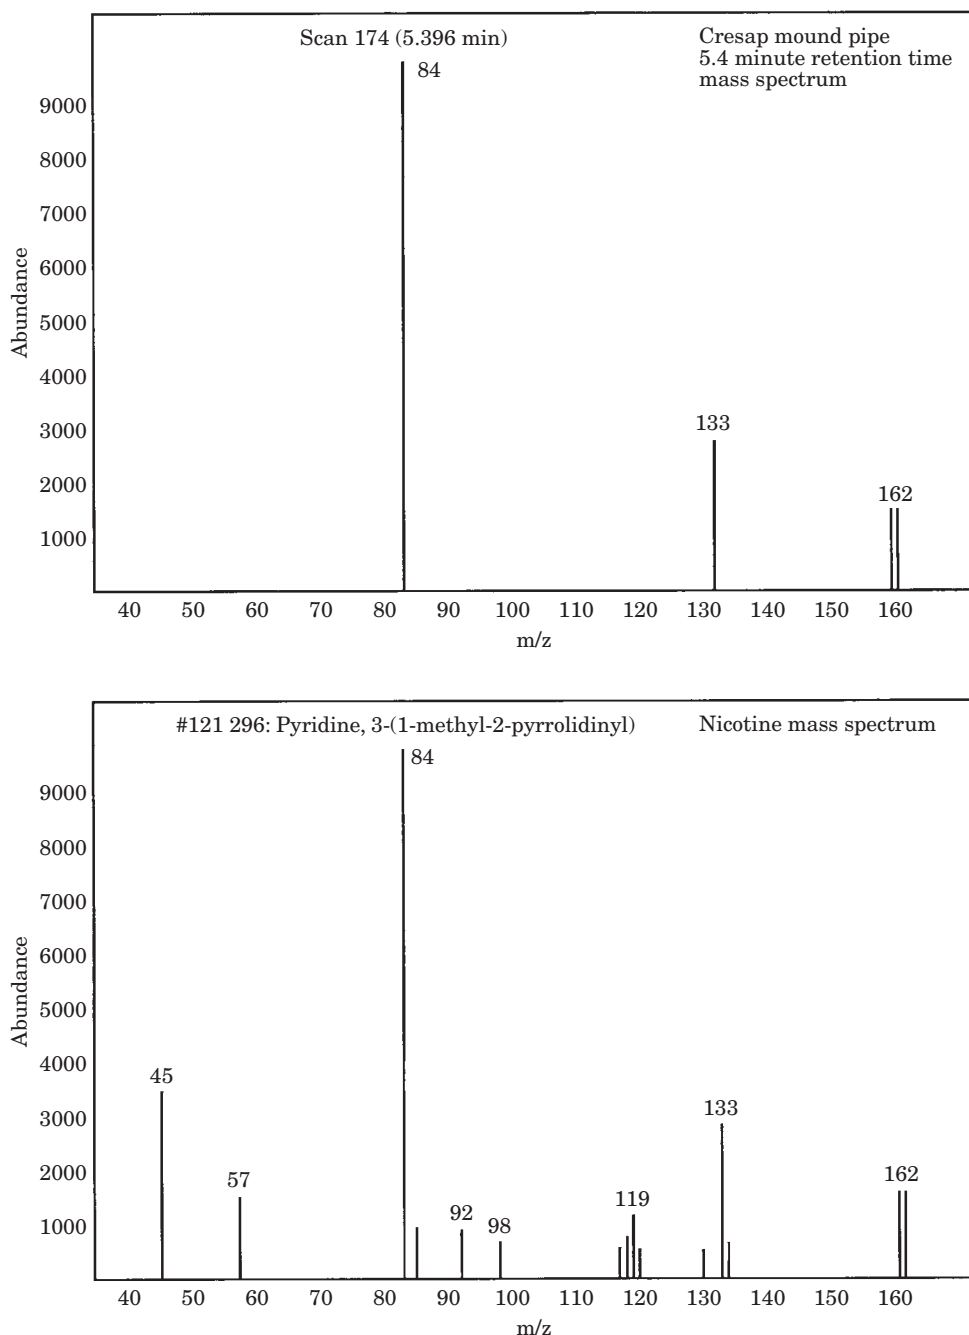 Scan 174 (5.396 min)
Cresap mound pipe
5.4 minute retention time
mass spectrum
84
9000
8000
7000
6000
5000
4000
3000
2000
1000
Abundance
133
162
40 50 60 70 80 90 100 110 120 130 140 150 160
m/z
#121 296: Pyridine, 3-(1-methyl-2-pyrrolidinyl)
Nicotine mass spectrum
84
9000
8000
7000
6000
5000
4000
3000
2000
1000
Abundance
45
57
92
98
119
133
162
40 50 60 70 80 90 100 110 120 130 140 150 160
m/z